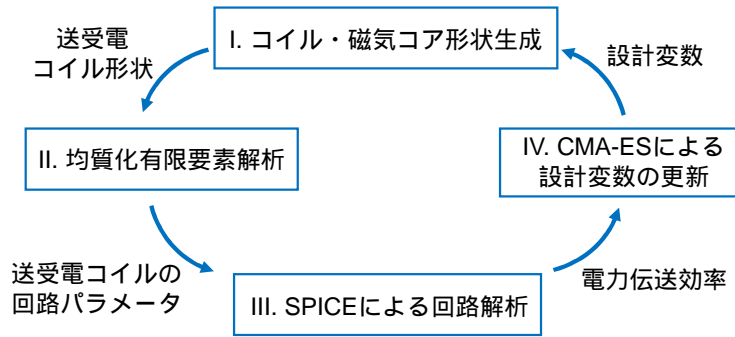 送受電
コイル形状
I. コイル・磁気コア形状生成
設計変数
II. 均質化有限要素解析
IV. CMA-ESによる
設計変数の更新
送受電コイルの
回路パラメータ
III. SPICEによる回路解析
電力伝送効率